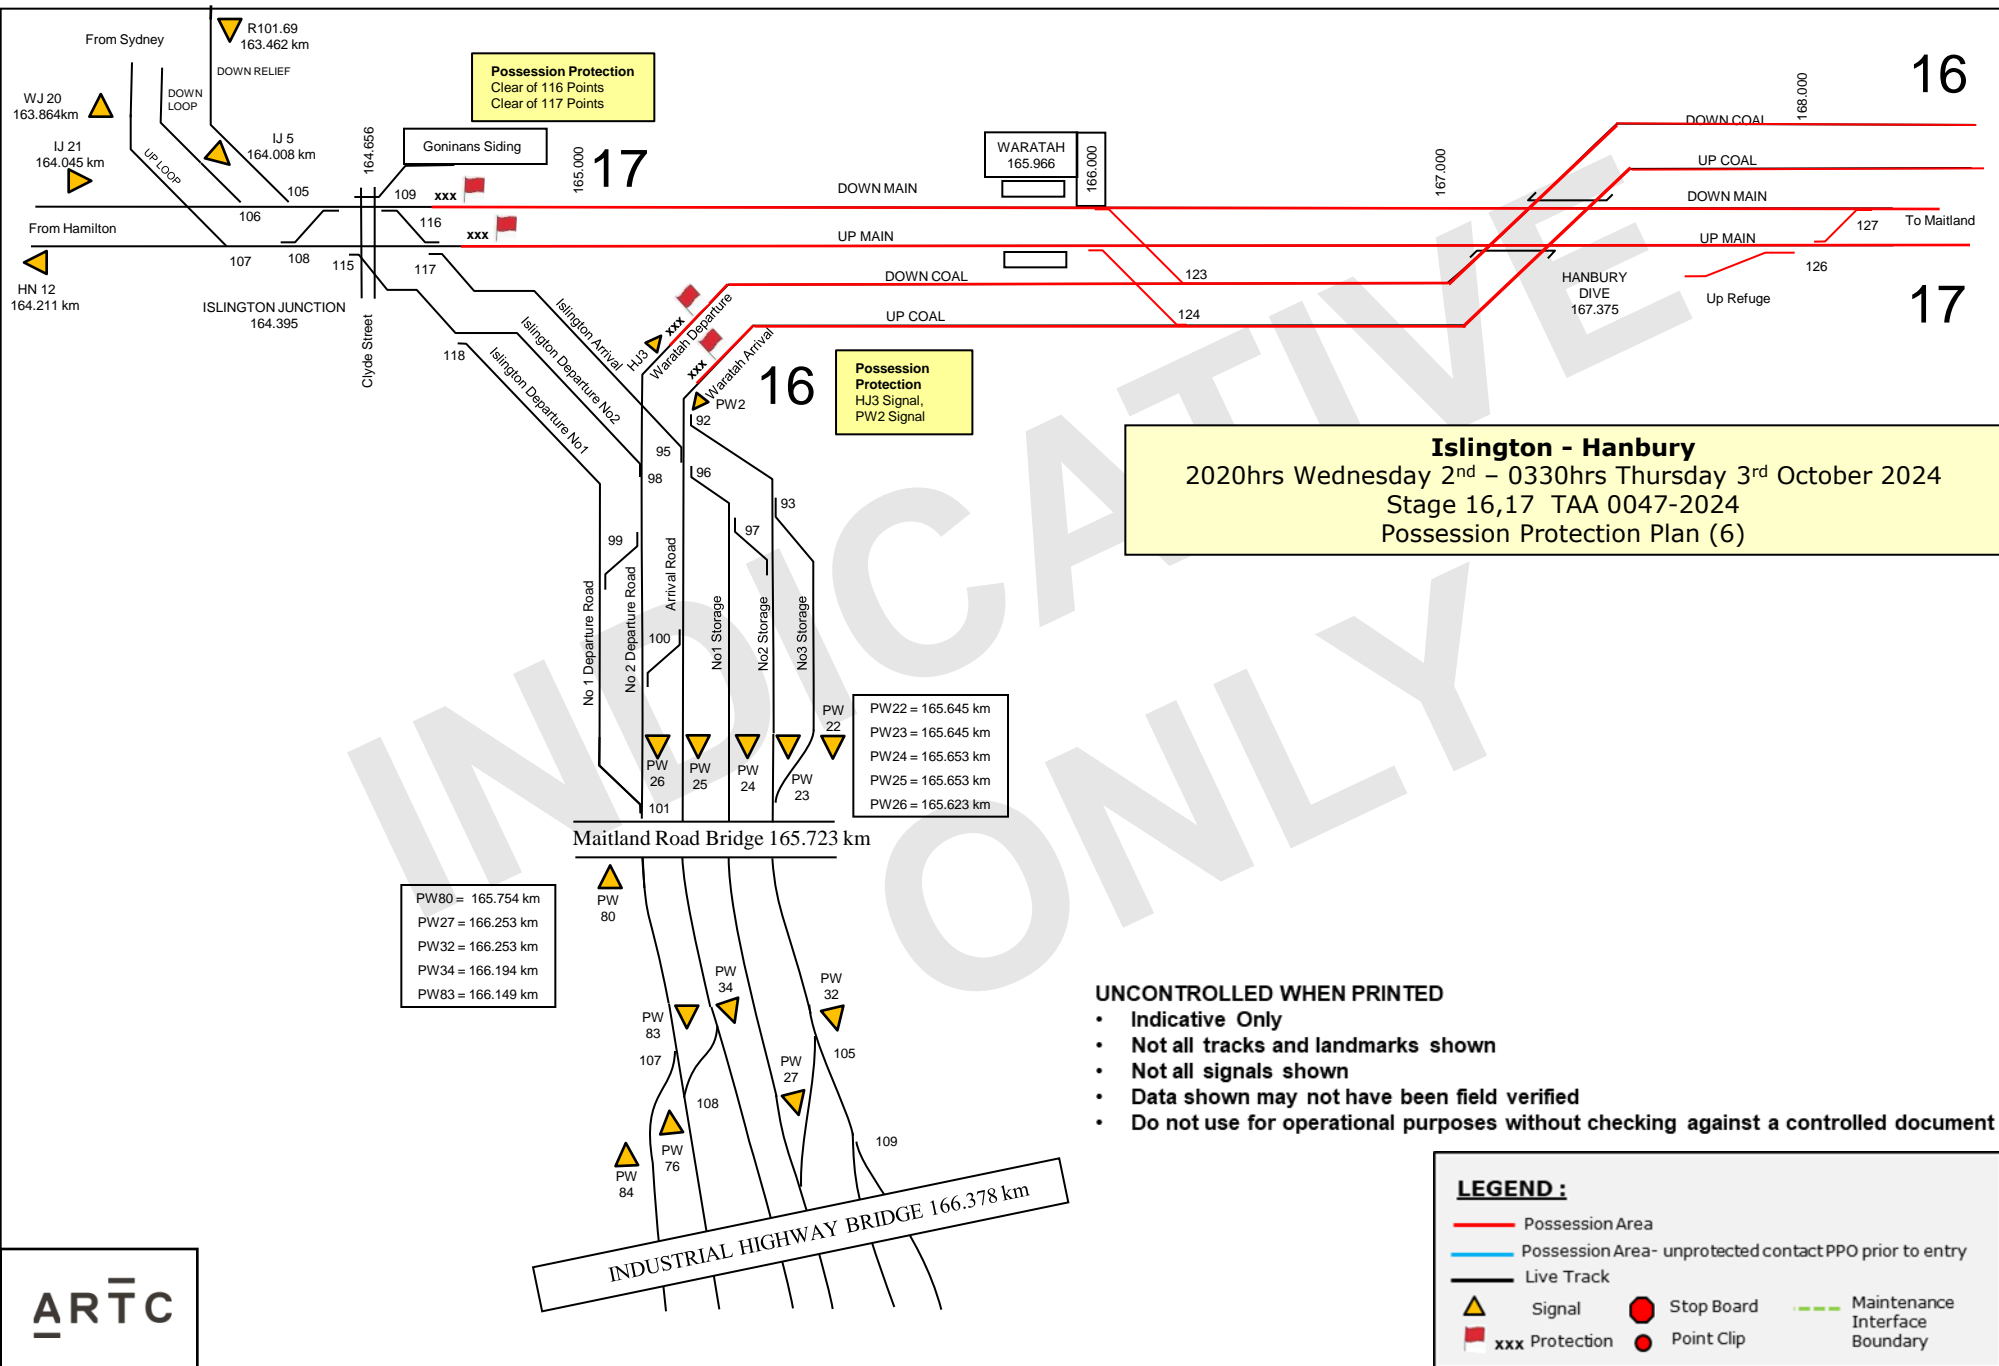 From Sydney
R101.69
163.462 km
DOWN RELIEF
WJ 20
163.864km
DOWN
LOOP
IJ 21
164.045 km
UP LOOP
IJ 5
164.008 km
164.656
Possession Protection
Clear of 116 Points
Clear of 117 Points
Goninans Siding
165.000
17
WARATAH
165.966
166.000
167.000
168.000
16
DOWN COAL
UP COAL
105
109
xxx
DOWN MAIN
DOWN MAIN
106
116
127
To Maitland
From Hamilton
xxx
UP MAIN
UP MAIN
107
108
115
117
126
HN 12
164.211 km
ISLINGTON JUNCTION
164.395
Clyde Street
DOWN COAL
123
HANBURY
DIVE
167.375
Up Refuge
17
UP COAL
124
Islington Arrival
Islington Departure No2
Islington Departure No1
118
HJ3
xxx
Waratah Departure
xxx
Waratah Arrival
16
Possession
Protection
HJ3 Signal,
PW2 Signal
PW2
92
95
96
98
93
97
99
Islington - Hanbury
2020hrs Wednesday 2nd – 0330hrs Thursday 3rd October 2024
Stage 16,17 TAA 0047-2024
Possession Protection Plan (6)
No 1 Departure Road
No 2 Departure Road
Arrival Road
100
No1 Storage
No2 Storage
No3 Storage
PW
22
PW22 = 165.645 km
PW23 = 165.645 km
PW24 = 165.653 km
PW25 = 165.653 km
PW26 = 165.623 km
PW
26
PW
25
PW
24
PW
23
101
Maitland Road Bridge 165.723 km
PW
80
PW80 = 165.754 km
PW27 = 166.253 km
PW32 = 166.253 km
PW34 = 166.194 km
PW83 = 166.149 km
PW
34
PW
32
PW
83
107
PW
27
105
108
PW
76
PW
84
109
INDUSTRIAL HIGHWAY BRIDGE 166.378 km
INDICATIVE
ONLY
UNCONTROLLED WHEN PRINTED
• Indicative Only
• Not all tracks and landmarks shown
• Not all signals shown
• Data shown may not have been field verified
• Do not use for operational purposes without checking against a controlled document
LEGEND :
Possession Area
Possession Area- unprotected contact PPO prior to entry
Live Track
Signal
Stop Board
Maintenance
Interface
Boundary
xxx Protection
Point Clip
ARTC